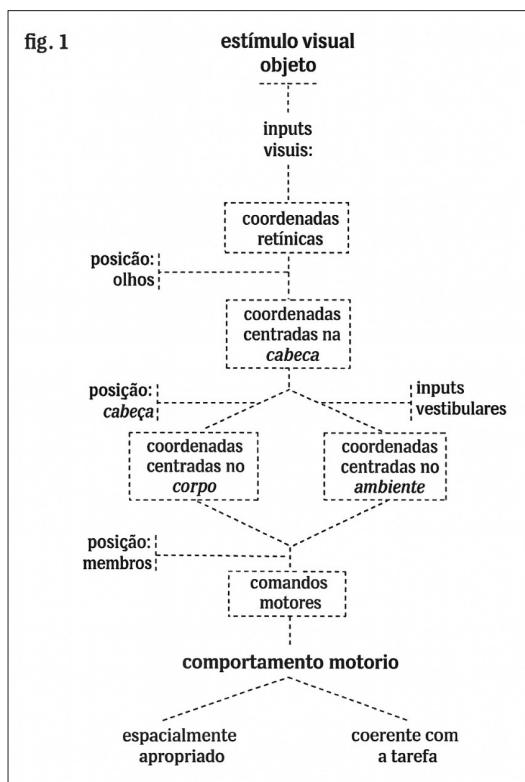 fig. 1
estímulo visual
objeto
inputs
visuis:
coordenadas
retínicas
posicão:
olhos
coordenadas
centradas na
cabeca
posição:
cabeça
inputs
vestibulares
coordenadas
centradas no
corpo
coordenadas
centradas no
ambiente
posição:
membros
comandos
motores
comportamento motorio
espacialmente
apropriado
coerente com
a tarefa